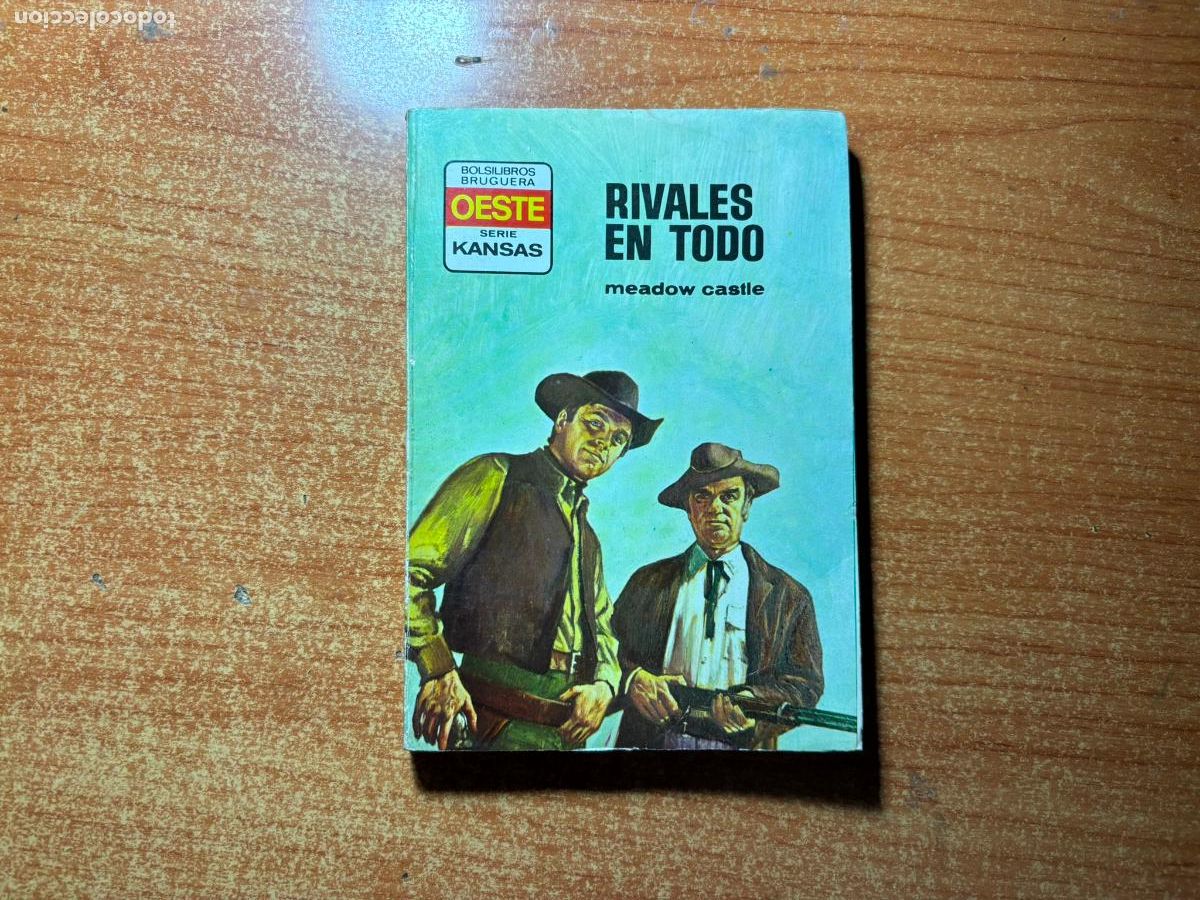 todocoleccion
BOLSILIBROS
BRUGUERA
OESTE
SERIE
KANSAS
RIVALES
EN TODO
meadow castle